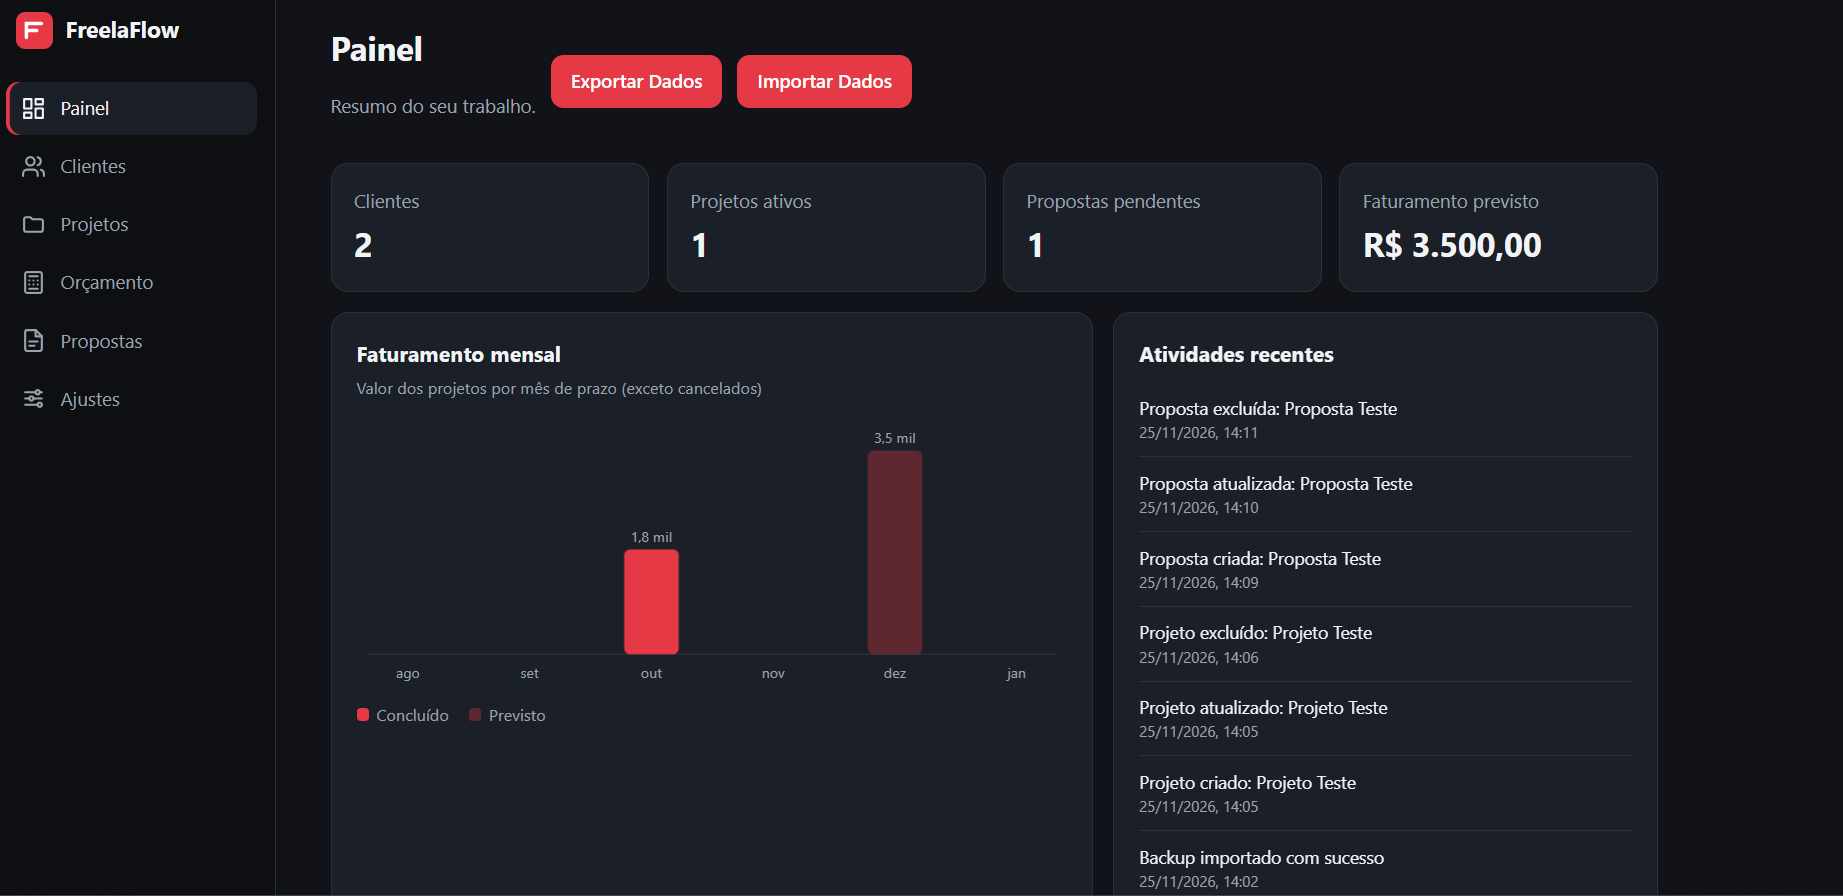 FreelaFlow
Painel
Clientes
Projetos
Orçamento
Propostas
Ajustes
Painel
Resumo do seu trabalho.
Exportar Dados
Importar Dados
Clientes
2
Projetos ativos
1
Propostas pendentes
1
Faturamento previsto
R$ 3.500,00
Faturamento mensal
Valor dos projetos por mês de prazo (exceto cancelados)
3,5 mil
1,8 mil
ago set out nov dez jan
Concluído Previsto
Atividades recentes
Proposta excluída: Proposta Teste
25/11/2026, 14:11
Proposta atualizada: Proposta Teste
25/11/2026, 14:10
Proposta criada: Proposta Teste
25/11/2026, 14:09
Projeto excluído: Projeto Teste
25/11/2026, 14:06
Projeto atualizado: Projeto Teste
25/11/2026, 14:05
Projeto criado: Projeto Teste
25/11/2026, 14:05
Backup importado com sucesso
25/11/2026, 14:02